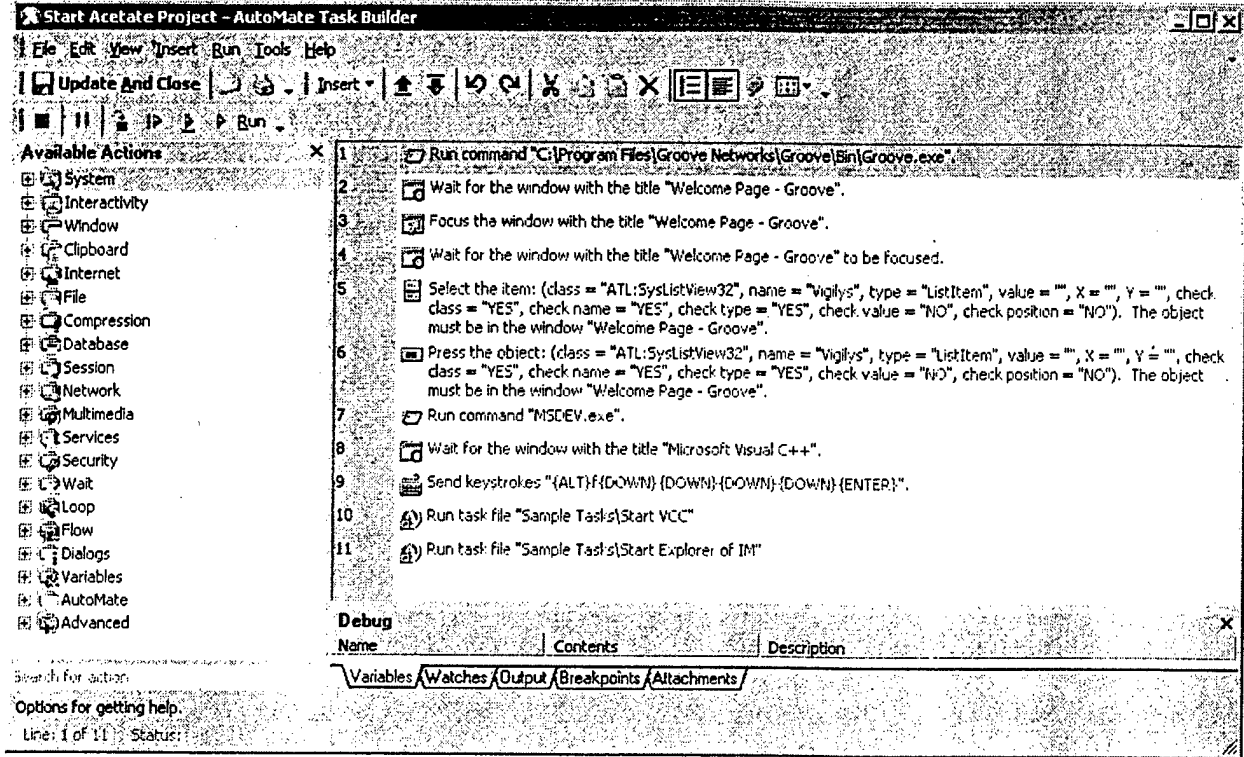 Start Acetate Project - AutoMate Task Builder
File Edit View Insert Run Tools Help
Update And Close Insert
Run
Available Actions
System
Interactivity
Window
Clipboard
Internet
File
Compression
Database
Session
Network
Multimedia
Services
Security
Wait
Loop
Flow
Dialogs
Variables
AutoMate
Advanced
Search for action
Options for getting help.
Line: 1 of 11 Status:
1 Run command "C:\Program Files\Groove Networks\Groove\Bin\Groove.exe".
2 Wait for the window with the title "Welcome Page - Groove".
3 Focus the window with the title "Welcome Page - Groove".
4 Wait for the window with the title "Welcome Page - Groove" to be focused.
5 Select the item: (class = "ATL:SysListView32", name = "Vigilys", type = "ListItem", value = "", X = "", Y = "", check
class = "YES", check name = "YES", check type = "YES", check value = "NO", check position = "NO"). The object
must be in the window "Welcome Page - Groove".
6 Press the object: (class = "ATL:SysListView32", name = "Vigilys", type = "ListItem", value = "", X = "", Y = "", check
class = "YES", check name = "YES", check type = "YES", check value = "NO", check position = "NO"). The object
must be in the window "Welcome Page - Groove".
7 Run command "MSDEV.exe".
8 Wait for the window with the title "Microsoft Visual C++".
9 Send keystrokes "{ALT}f{DOWN}{DOWN}{DOWN}{DOWN}{ENTER}".
10 Run task file "Sample Tasks\Start VCC"
11 Run task file "Sample Tasks\Start Explorer of IM"
Debug
Name Contents Description
Variables Watches Output Breakpoints Attachments